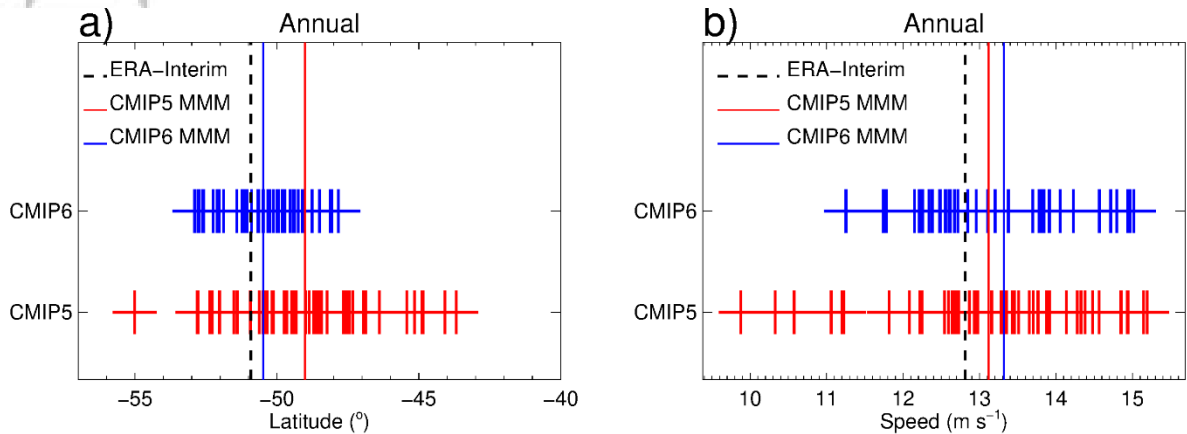 a)
Annual
ERA−Interim
CMIP5 MMM
CMIP6 MMM
CMIP6
CMIP5
−55
−50
−45
−40
Latitude (º)
b)
Annual
ERA−Interim
CMIP5 MMM
CMIP6 MMM
CMIP6
CMIP5
10
11
12
13
14
15
Speed (m s⁻¹)